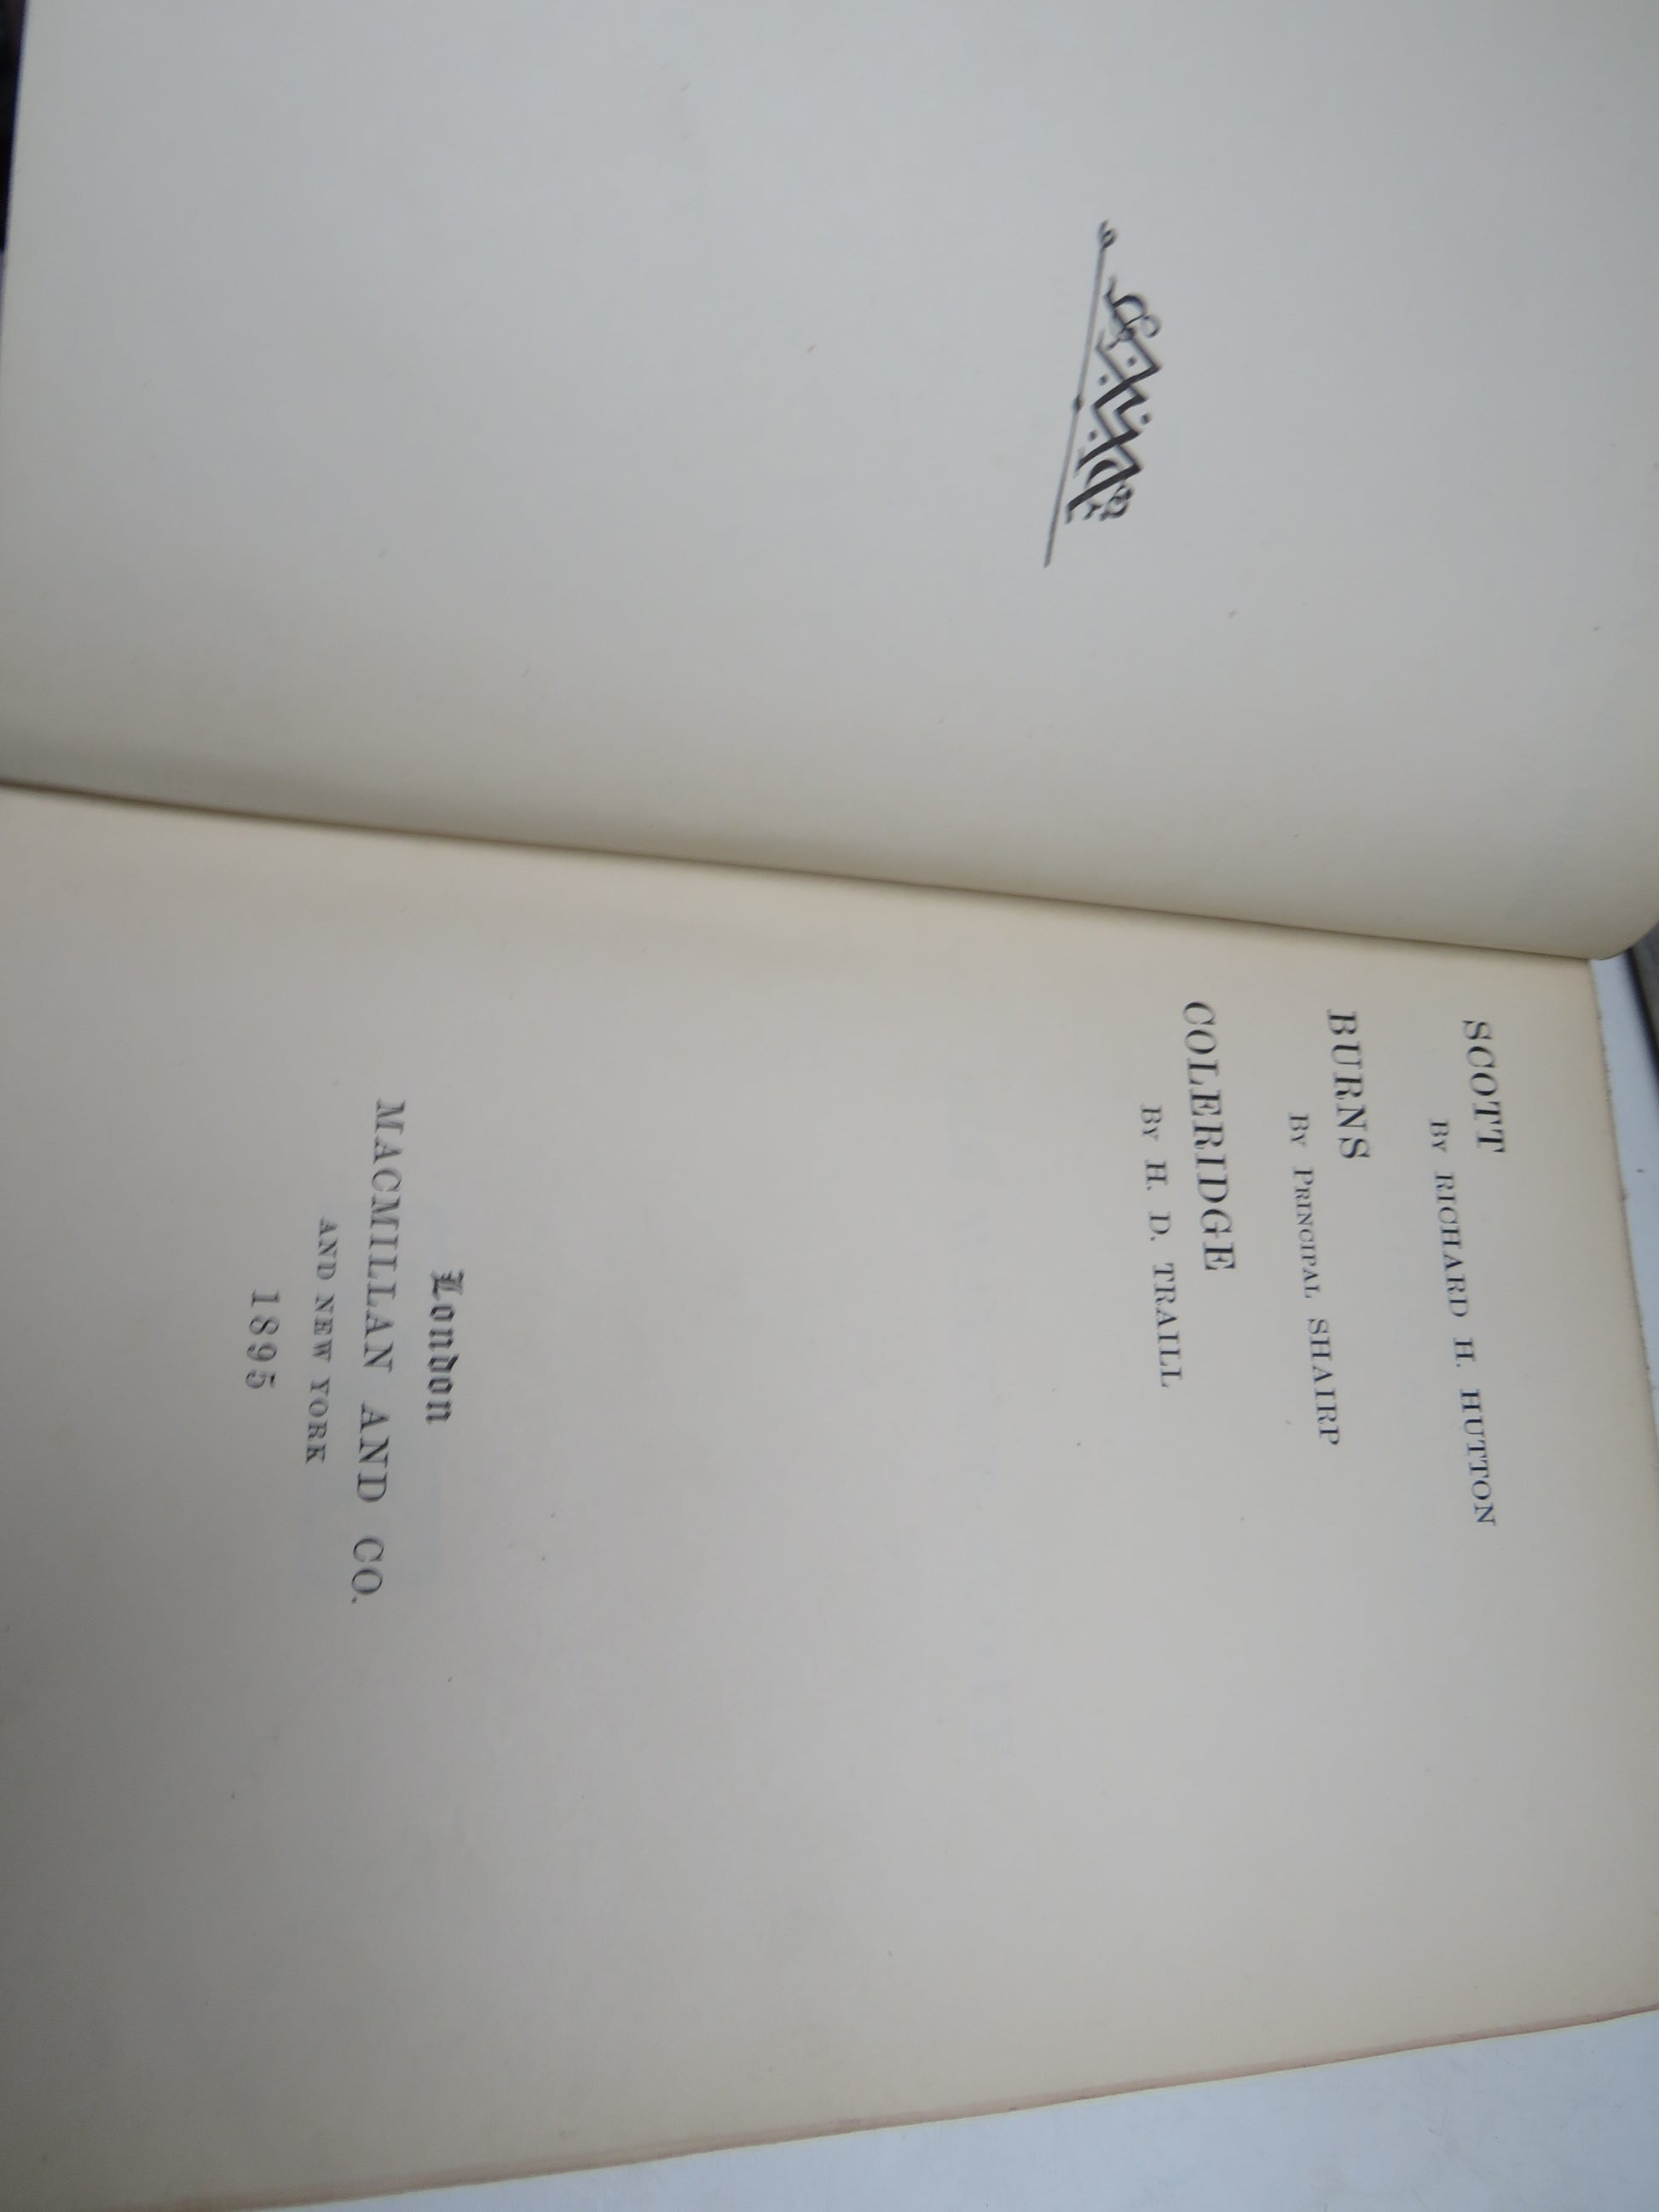 SCOTT
BY RICHARD H. HUTTON
BURNS
BY PRINCIPAL SHAIRP
COLERIDGE
BY H. D. TRAILL
London
MACMILLAN AND CO.
AND NEW YORK
1895